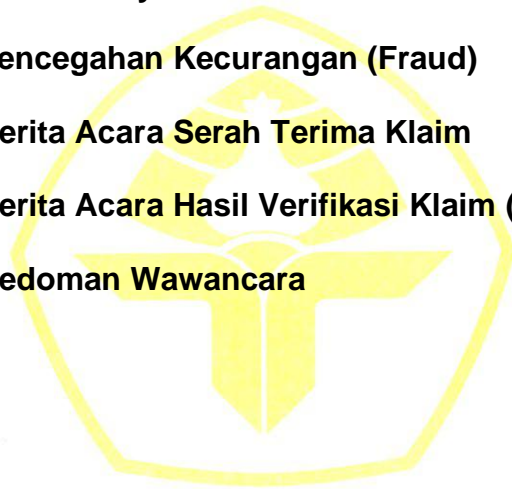 encegahan Kecurangan (Fraud)
erita Acara Serah Terima Klaim
erita Acara Hasil Verifikasi Klaim (
edoman Wawancara